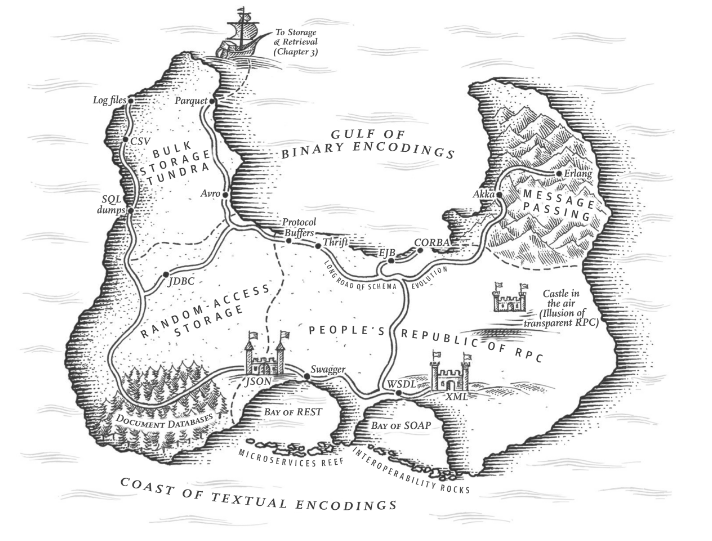 To Storage
& Retrieval
(Chapter 3)
Log files
Parquet
CSV
BULK
STORAGE
TUNDRA
GULF OF
BINARY ENCODINGS
Erlang
Akka
MESSAGE
PASSING
SQL
dumps
Avro
Protocol
Buffers
Thrift
EJB
CORBA
LONG ROAD OF SCHEMA EVOLUTION
JDBC
RANDOM-ACCESS
STORAGE
Castle in
the air
(Illusion of
transparent RPC)
PEOPLE'S REPUBLIC OF RPC
JSON
Swagger
WSDL
XML
DOCUMENT DATABASES
BAY OF REST
BAY OF SOAP
MICROSERVICES REEF
INTEROPERABILITY ROCKS
COAST OF TEXTUAL ENCODINGS